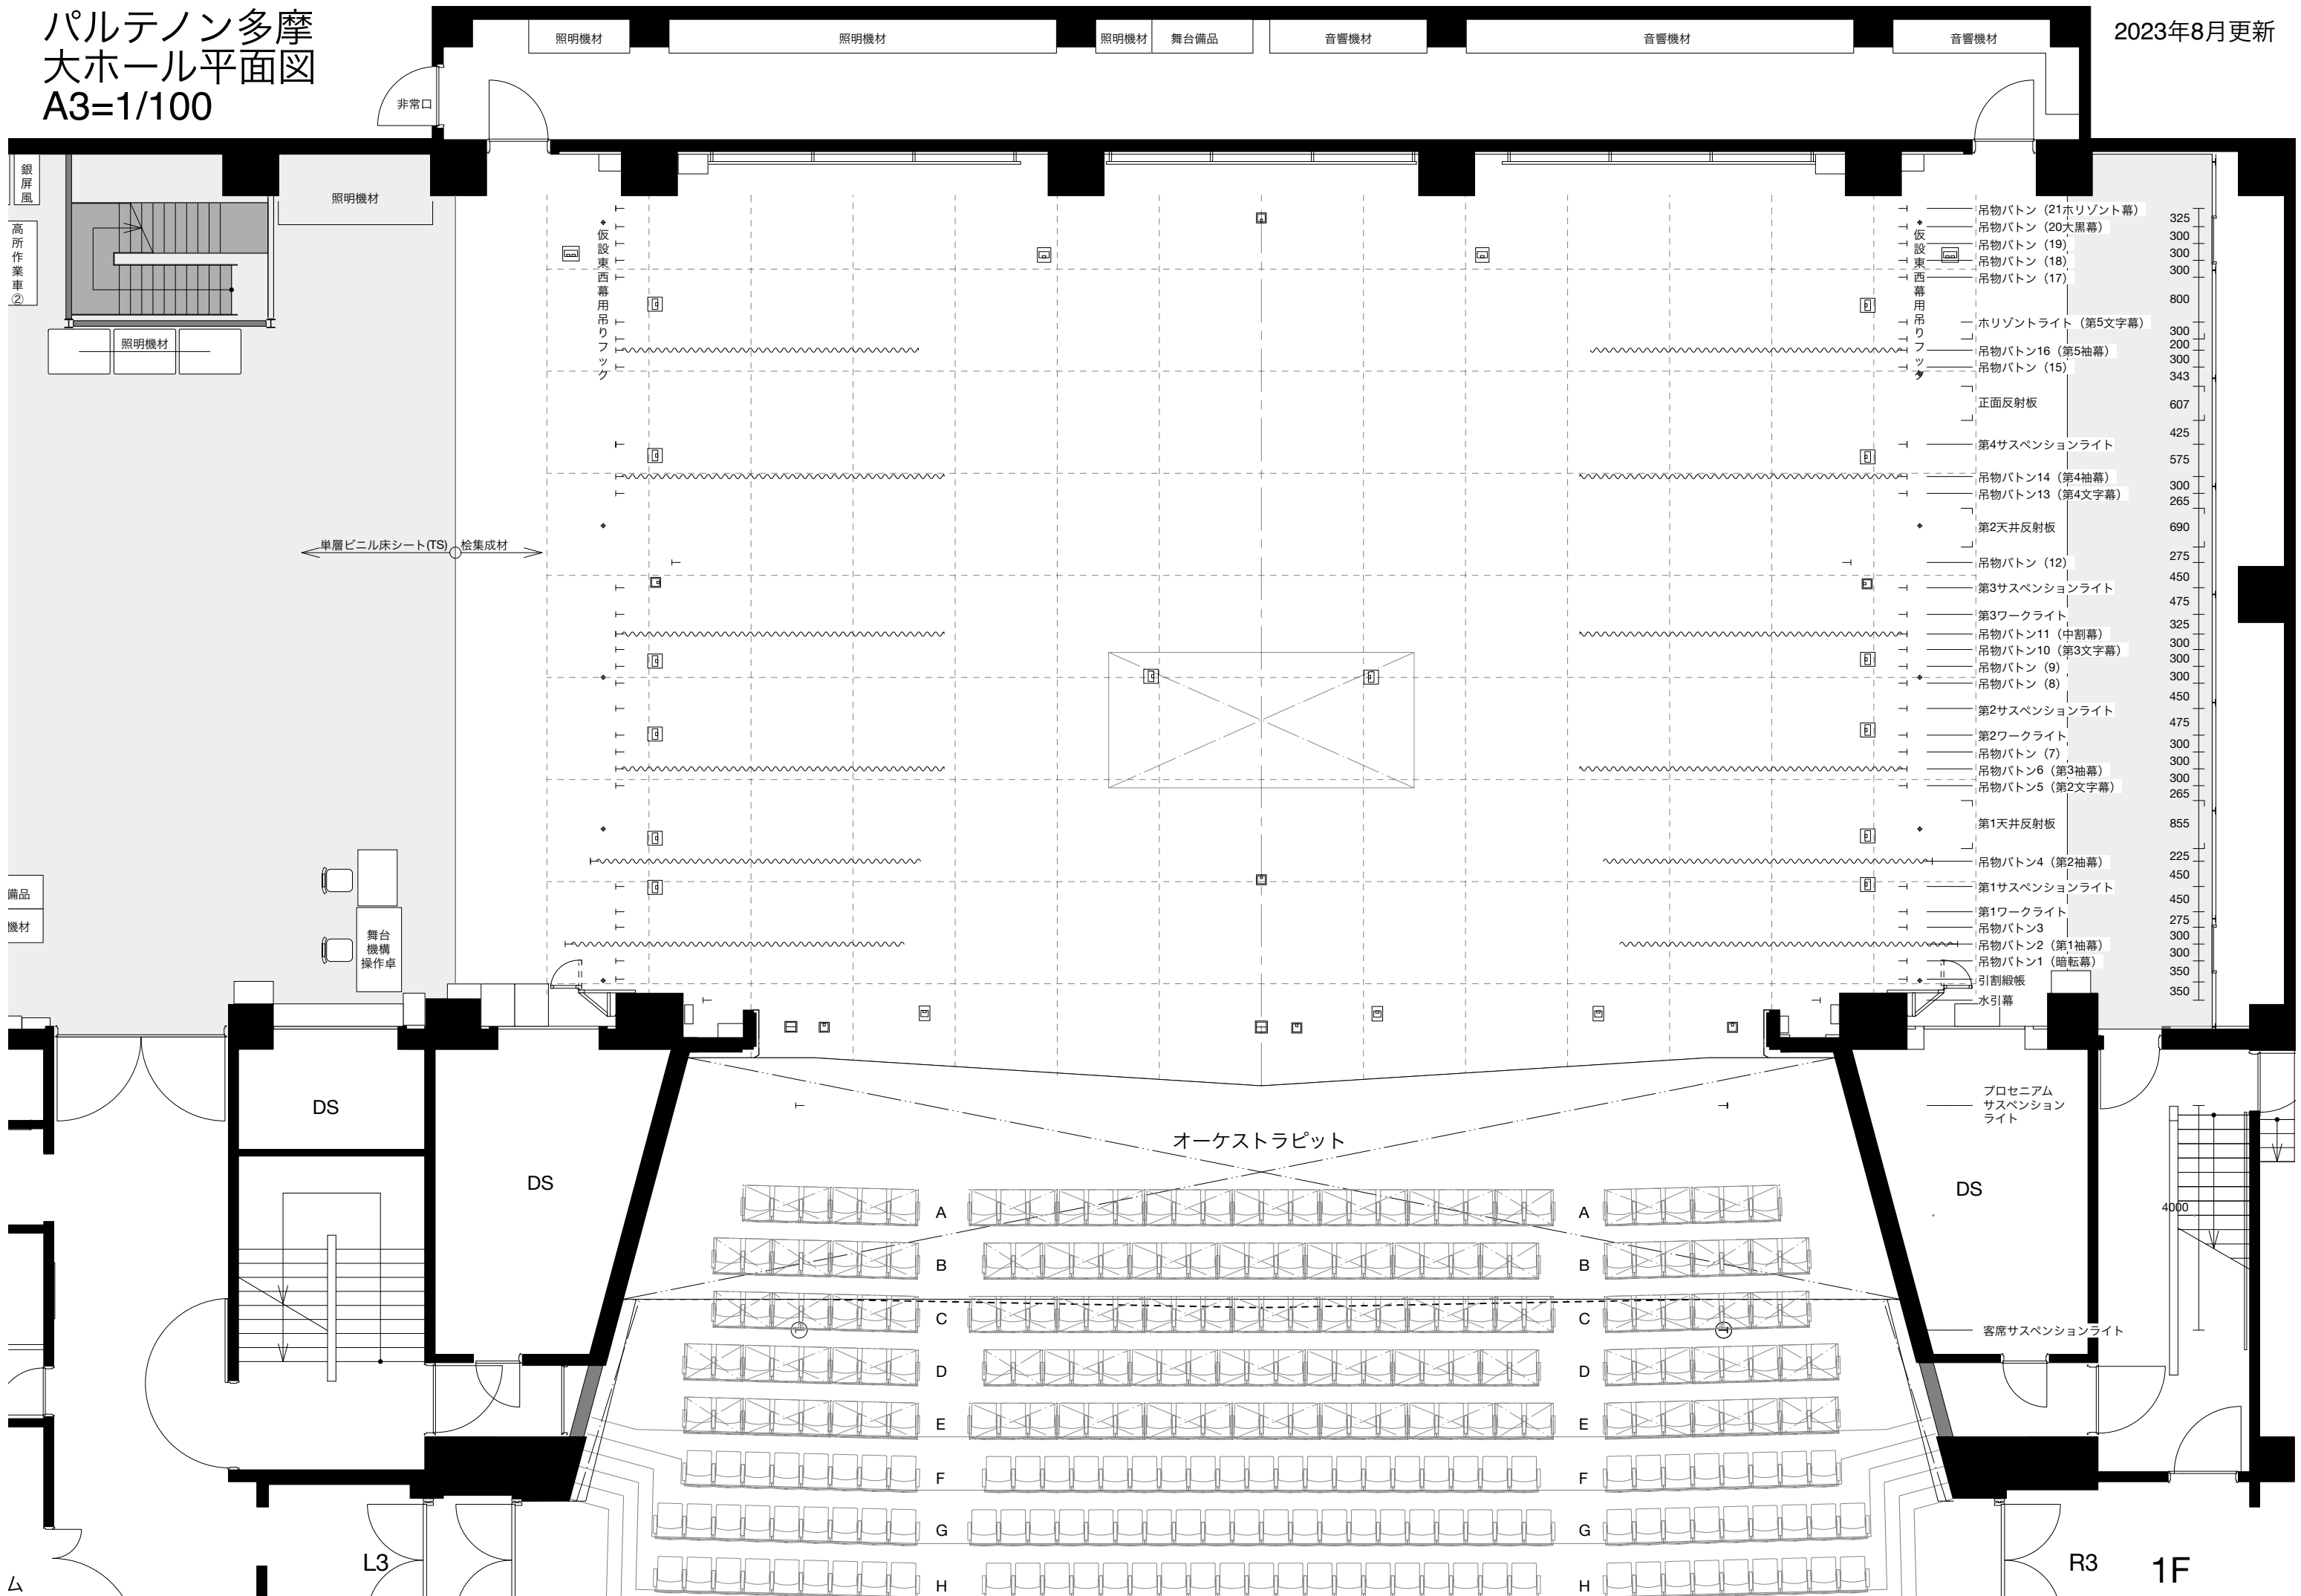 パルテノン多摩
大ホール平面図
A3=1/100
2023年8月更新
照明機材
照明機材
照明機材
舞台備品
音響機材
音響機材
音響機材
非常口
銀屏風
照明機材
高所作業車②
照明機材
仮設東西幕用吊りフック
仮設東西幕用吊りフック
吊物バトン（21ホリゾント幕）
吊物バトン（20大黒幕）
吊物バトン（19）
吊物バトン（18）
吊物バトン（17）
ホリゾントライト（第5文字幕）
吊物バトン16（第5袖幕）
吊物バトン（15）
正面反射板
第4サスペンションライト
吊物バトン14（第4袖幕）
吊物バトン13（第4文字幕）
第2天井反射板
吊物バトン（12）
第3サスペンションライト
第3ワークライト
吊物バトン11（中割幕）
吊物バトン10（第3文字幕）
吊物バトン（9）
吊物バトン（8）
第2サスペンションライト
第2ワークライト
吊物バトン（7）
吊物バトン6（第3袖幕）
吊物バトン5（第2文字幕）
第1天井反射板
吊物バトン4（第2袖幕）
第1サスペンションライト
第1ワークライト
吊物バトン3
吊物バトン2（第1袖幕）
吊物バトン1（暗転幕）
引割緞帳
水引幕
325
300
300
300
800
300
200
300
343
607
425
575
300
265
690
275
450
475
325
300
300
300
450
475
300
300
300
265
855
225
450
450
275
300
300
350
350
単層ビニル床シート(TS)
桧集成材
備品
機材
舞台
機構
操作卓
DS
DS
DS
プロセニアム
サスペンション
ライト
4000
客席サスペンションライト
オーケストラピット
A
A
B
B
C
C
D
D
E
E
F
F
G
G
H
H
L3
R3
1F
ム